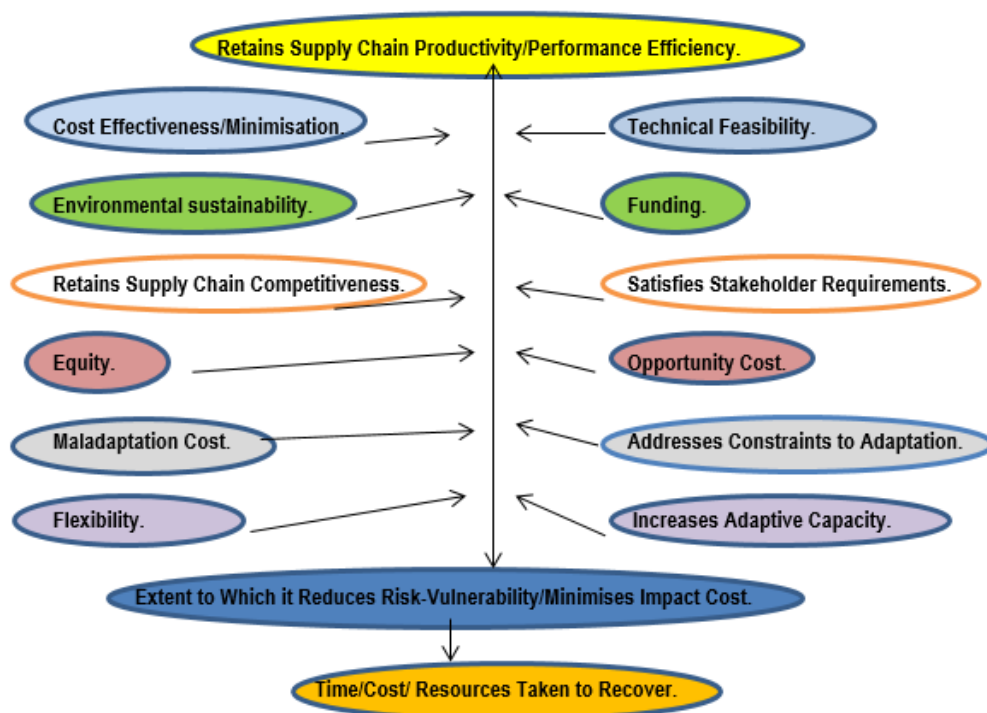 Retains Supply Chain Productivity/Performance Efficiency.
Cost Effectiveness/Minimisation.
Technical Feasibility.
Environmental sustainability.
Funding.
Retains Supply Chain Competitiveness.
Satisfies Stakeholder Requirements.
Equity.
Opportunity Cost.
Maladaptation Cost.
Addresses Constraints to Adaptation.
Flexibility.
Increases Adaptive Capacity.
Extent to Which it Reduces Risk-Vulnerability/Minimises Impact Cost.
Time/Cost/ Resources Taken to Recover.